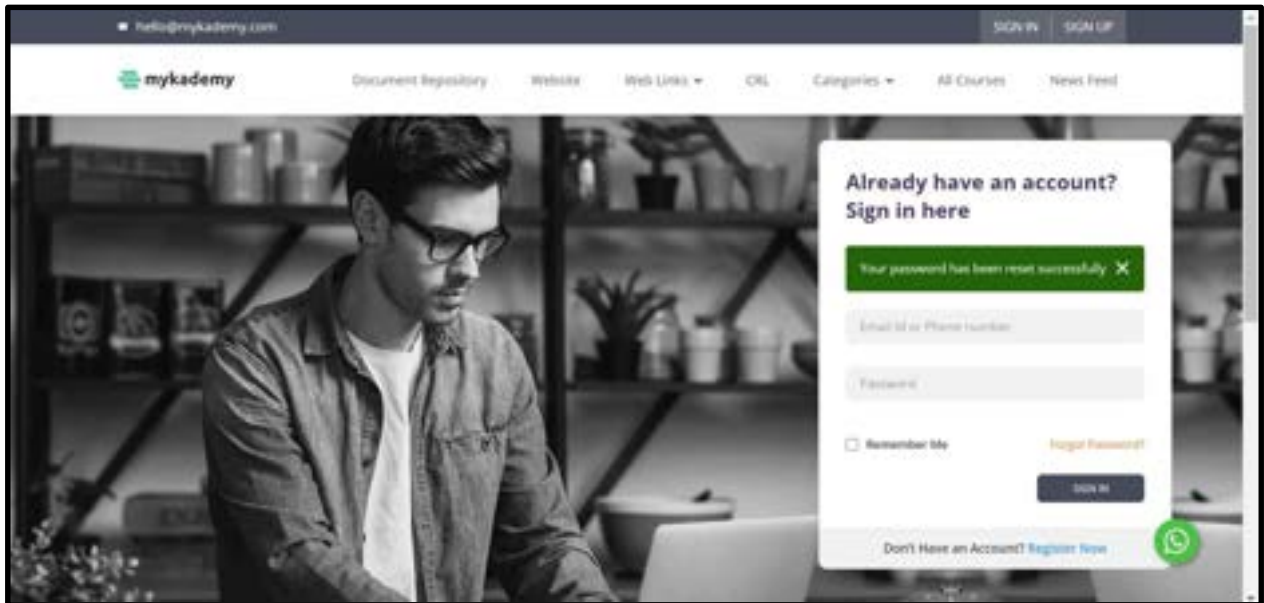 hello@mykademy.com
SIGN IN SIGN UP
mykademy
Document Repository Website Web Links CRL Categories All Courses News Feed
Already have an account?
Sign in here
Your password has been reset successfully
Email Id or Phone number
Password
Remember Me Forgot Password?
SIGN IN
Don't Have an Account? Register Now